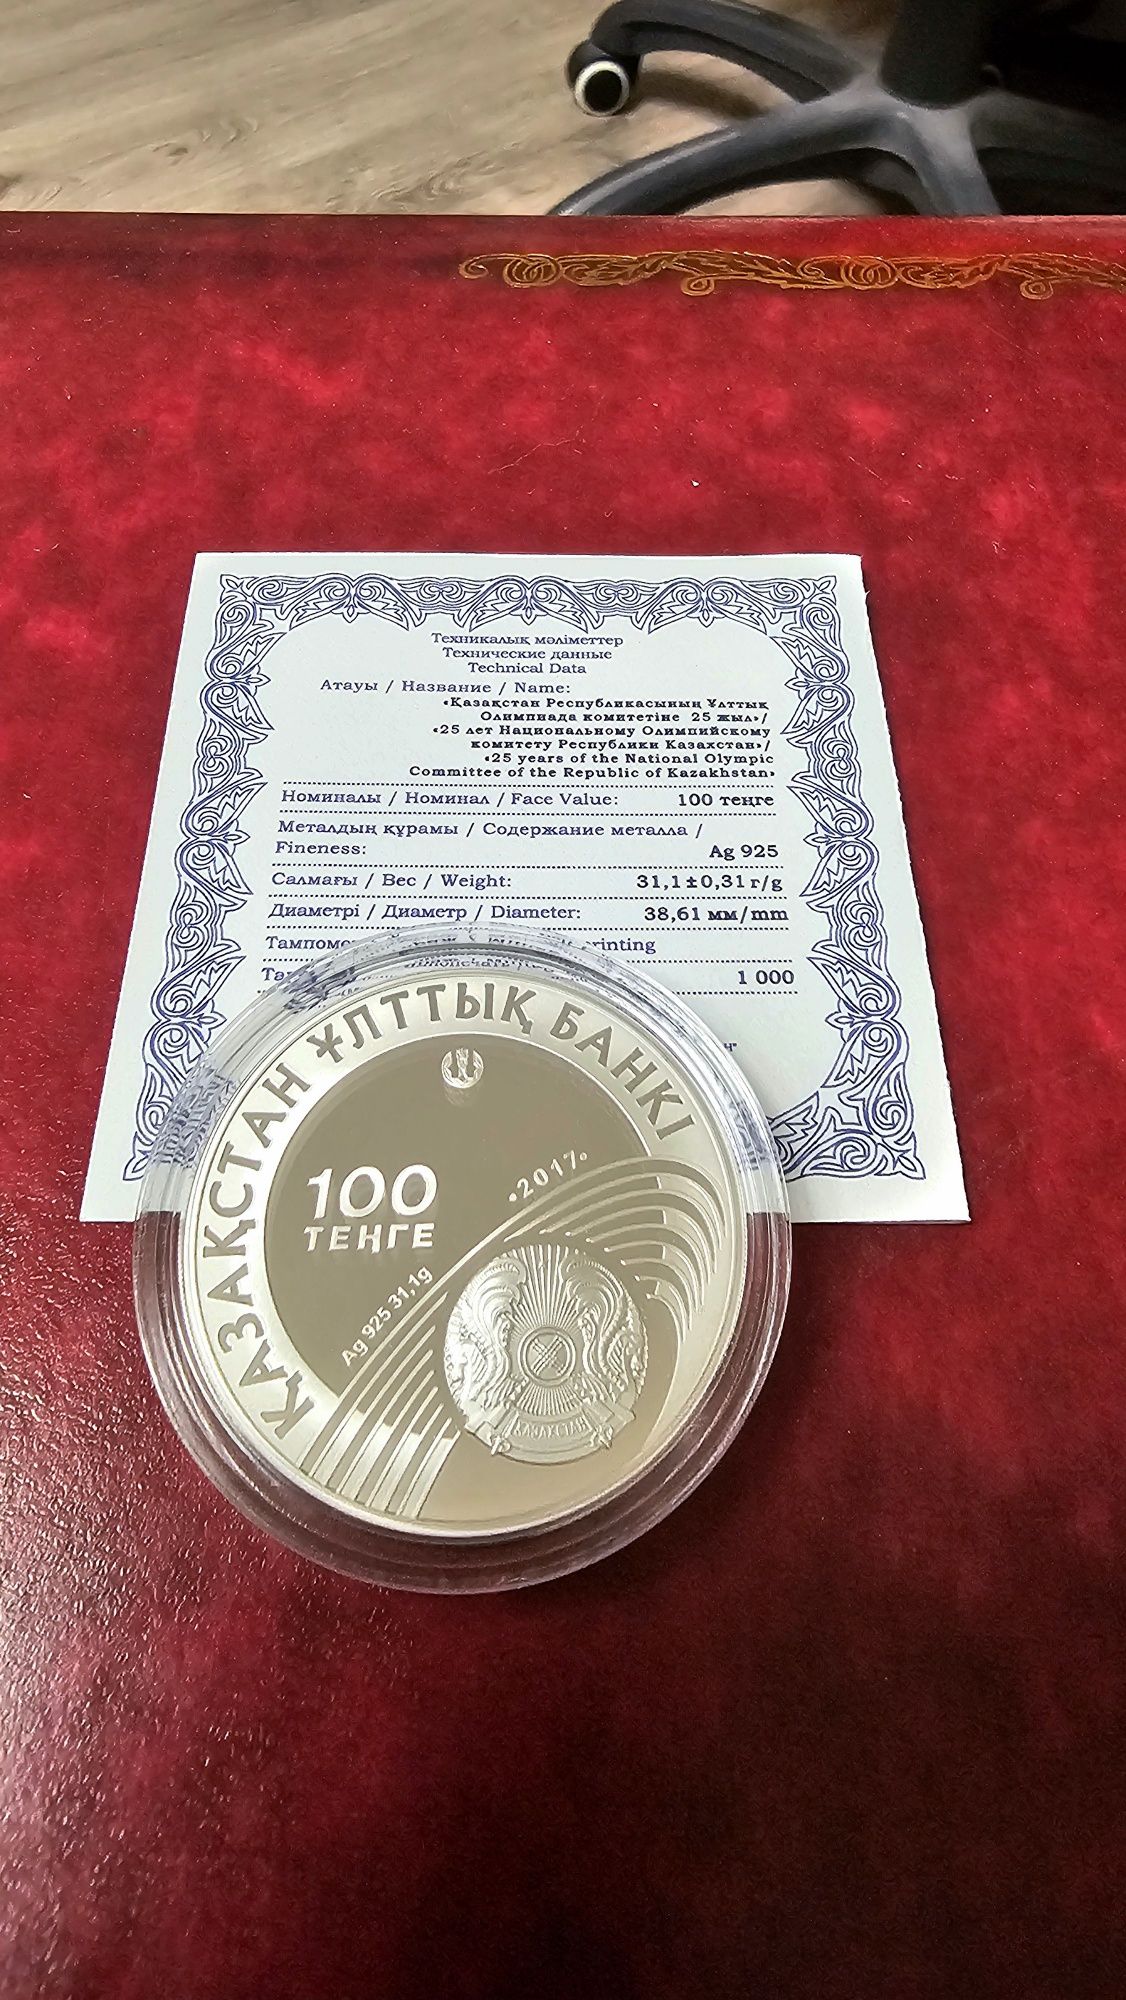 Техникалық мәліметтер
Технические данные
Technical Data
Атауы / Название / Name:
«Қазақстан Республикасының Ұлттық
Олимпиада комитетіне 25 жыл»/
«25 лет Национальному Олимпийскому
комитету Республики Казахстан»/
«25 years of the National Olympic
Committee of the Republic of Kazakhstan»
Номиналы / Номинал / Face Value: 100 теңге
Металдың құрамы / Содержание металла /
Fineness: Ag 925
Салмағы / Вес / Weight: 31,1±0,31 г/g
Диаметрі / Диаметр / Diameter: 38,61 мм/mm
printing
1 000
ҚАЗАҚСТАН ҰЛТТЫҚ БАНКІ
•2017•
100
ТЕҢГЕ
Ag 925 31,1g
ҚАЗАҚСТАН